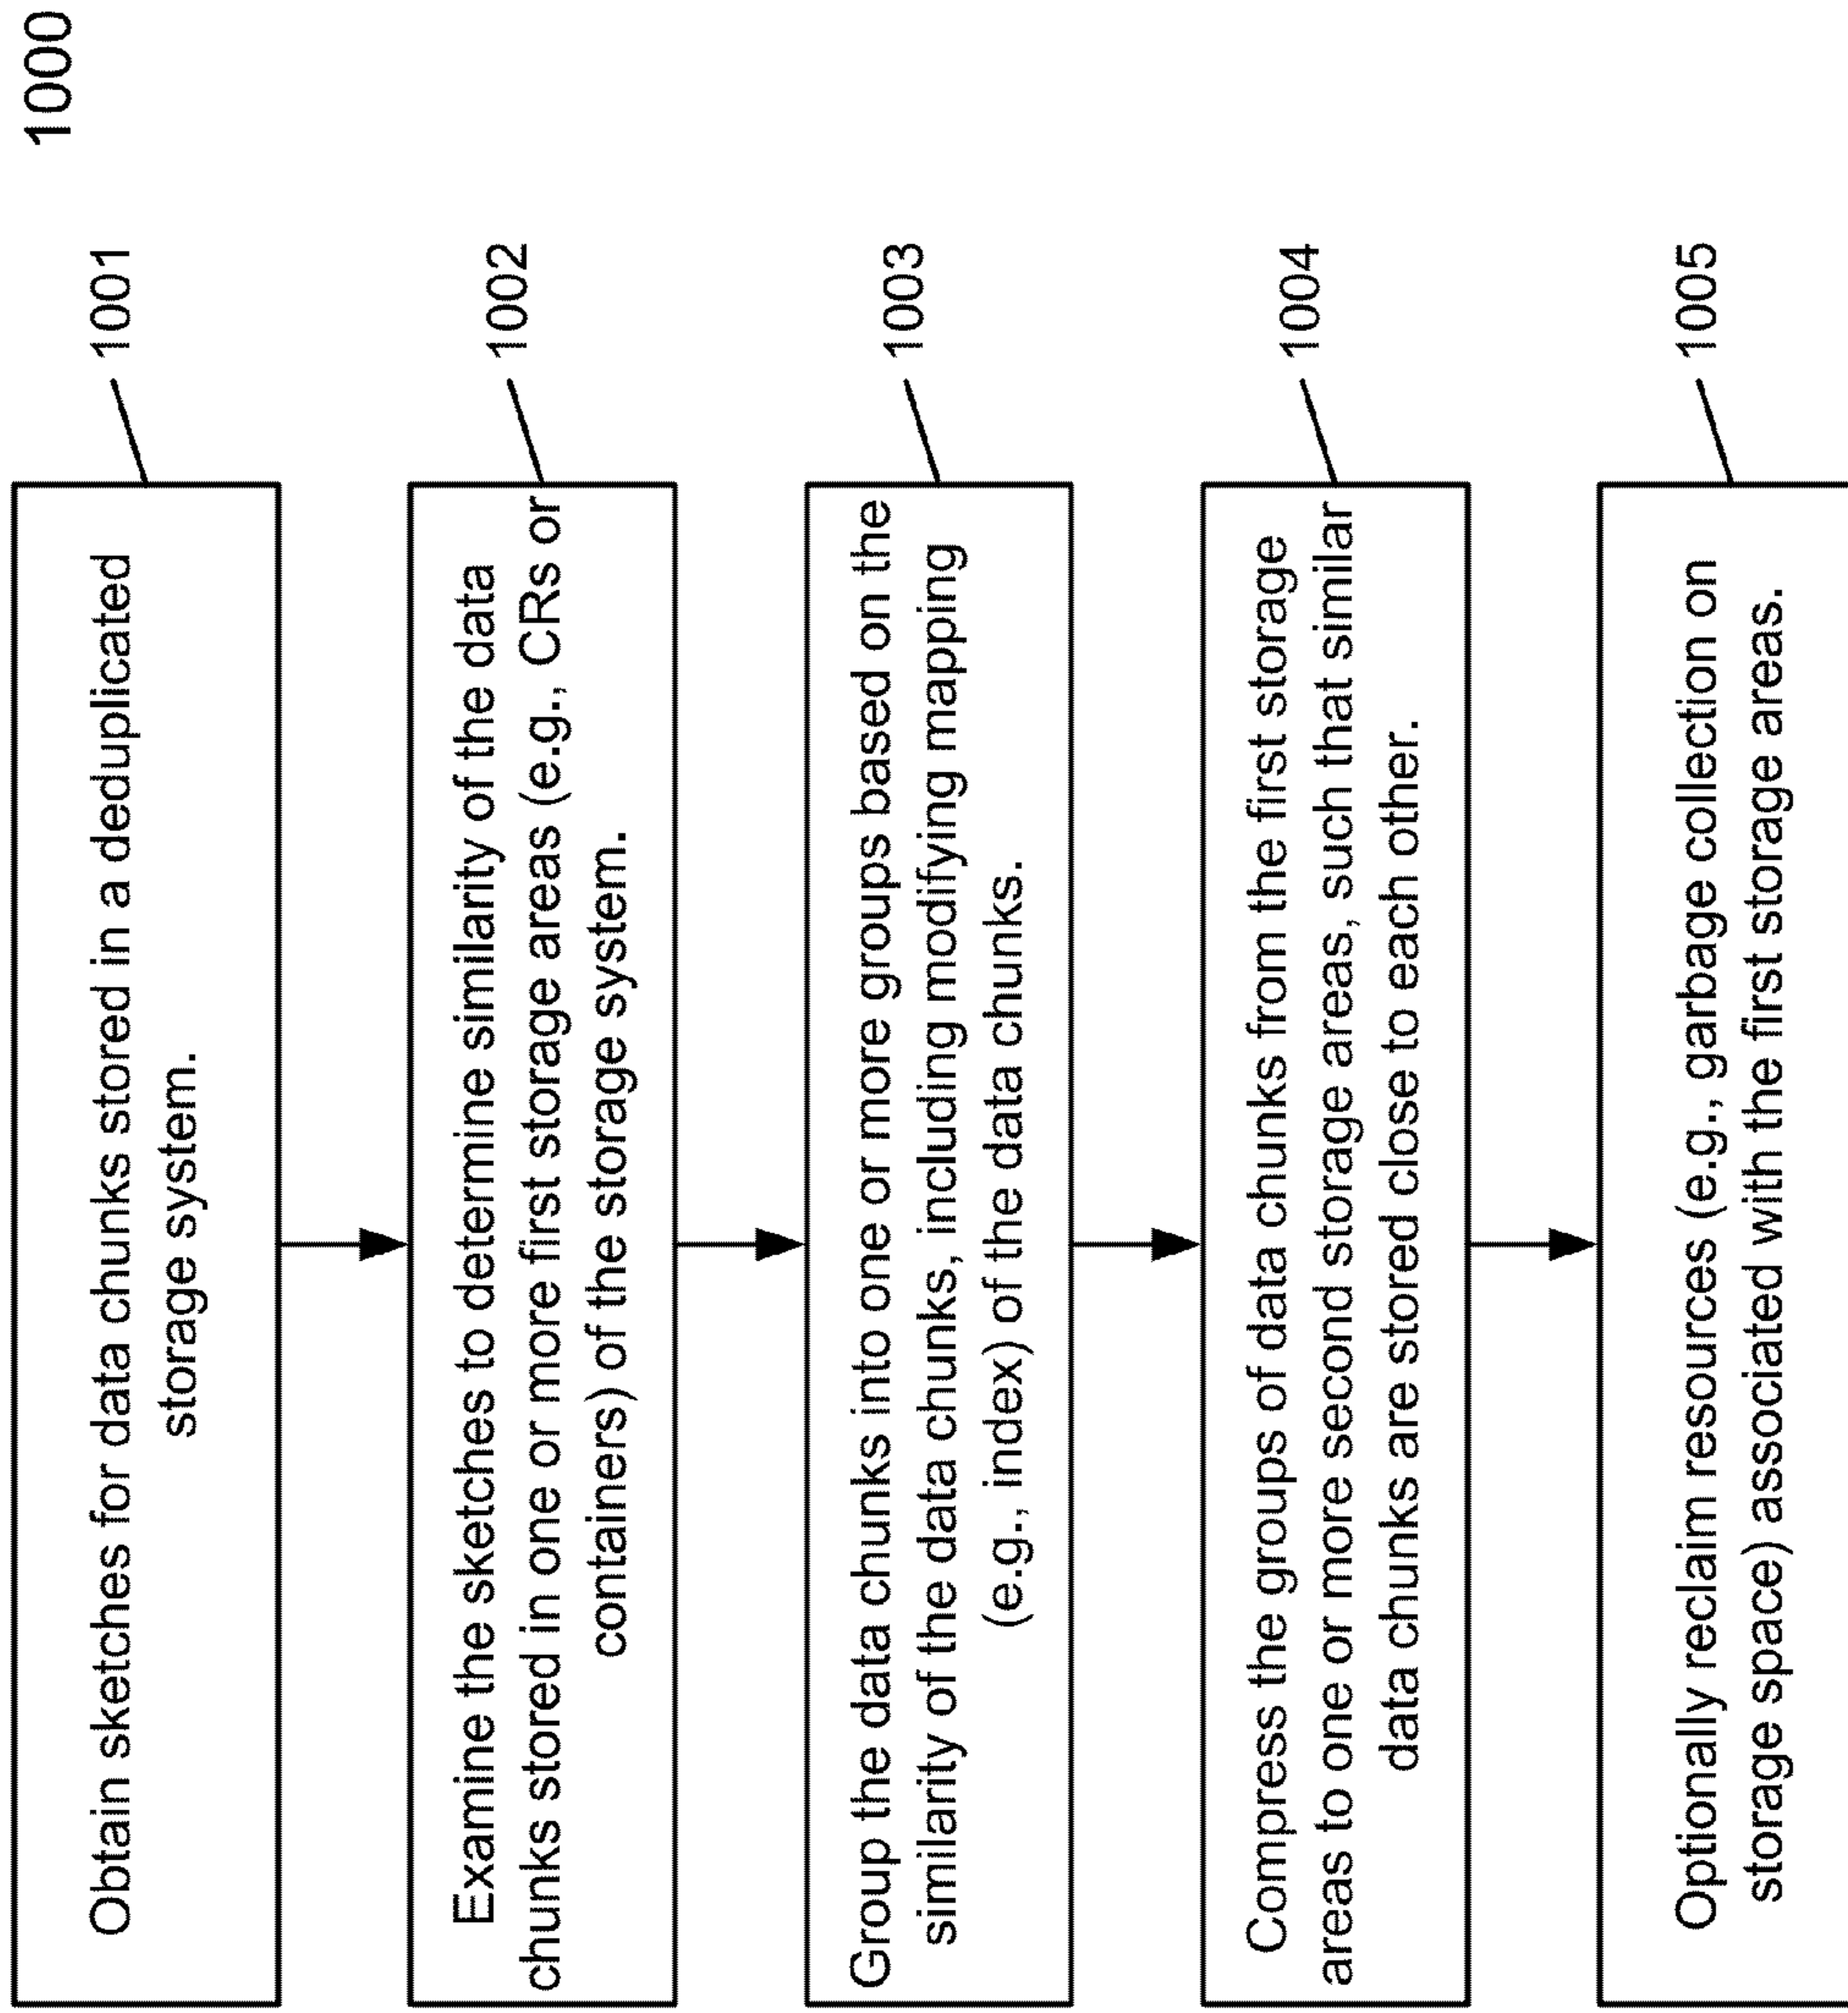 1000
Obtain sketches for data chunks stored in a deduplicated
storage system.
1001
Examine the sketches to determine similarity of the data
chunks stored in one or more first storage areas (e.g., CRs or
containers) of the storage system.
1002
Group the data chunks into one or more groups based on the
similarity of the data chunks, including modifying mapping
(e.g., index) of the data chunks.
1003
Compress the groups of data chunks from the first storage
areas to one or more second storage areas, such that similar
data chunks are stored close to each other.
1004
Optionally reclaim resources (e.g., garbage collection on
storage space) associated with the first storage areas.
1005